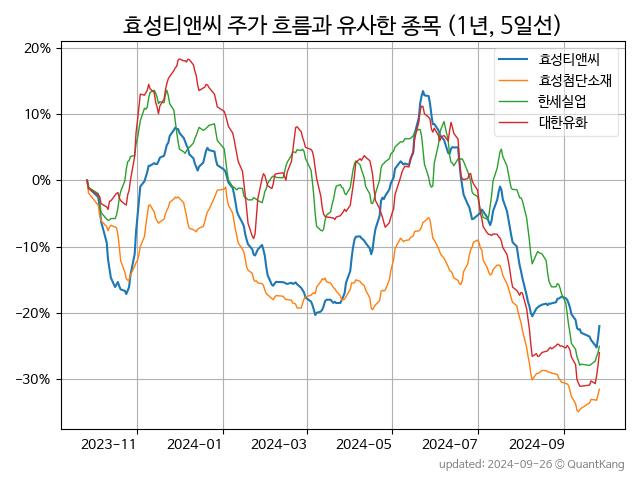 효성티앤씨 주가 흐름과 유사한 종목 (1년, 5일선)
20%
10%
0%
−10%
−20%
−30%
효성티앤씨
효성첨단소재
한세실업
대한유화
2023-11
2024-01
2024-03
2024-05
2024-07
2024-09
updated: 2024-09-26 © QuantKang